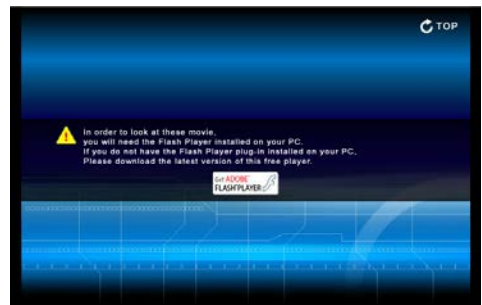 TOP
In order to look at these movie,
you will need the Flash Player installed on your PC.
If you do not have the Flash Player plug-in installed on your PC,
Please download the latest version of this free player.
Get ADOBE
FLASH PLAYER